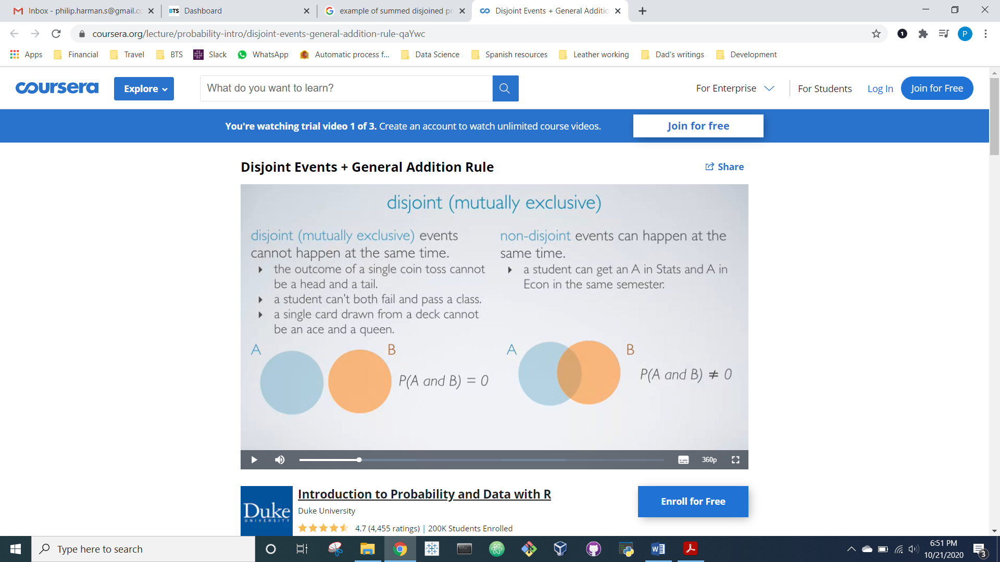 Inbox - philip.harman.s@gmail.c
BTS Dashboard
example of summed disjoined pr
Disjoint Events + General Additio
coursera.org/lecture/probability-intro/disjoint-events-general-addition-rule-qaYwc
1
P
Apps
Financial
Travel
BTS
Slack
WhatsApp
Automatic process f...
Data Science
Spanish resources
Leather working
Dad's writings
Development
coursera
Explore
What do you want to learn?
For Enterprise
For Students
Log In
Join for Free
You're watching trial video 1 of 3. Create an account to watch unlimited course videos.
Join for free
Disjoint Events + General Addition Rule
Share
disjoint (mutually exclusive)
disjoint (mutually exclusive) events
cannot happen at the same time.
the outcome of a single coin toss cannot
be a head and a tail.
a student can't both fail and pass a class.
a single card drawn from a deck cannot
be an ace and a queen.
A
B
P(A and B) = 0
non-disjoint events can happen at the
same time.
a student can get an A in Stats and A in
Econ in the same semester.
A
B
P(A and B) ≠ 0
360p
Duke
UNIVERSITY
Introduction to Probability and Data with R
Duke University
4.7 (4,455 ratings) | 200K Students Enrolled
Enroll for Free
Type here to search
6:51 PM
10/21/2020
3